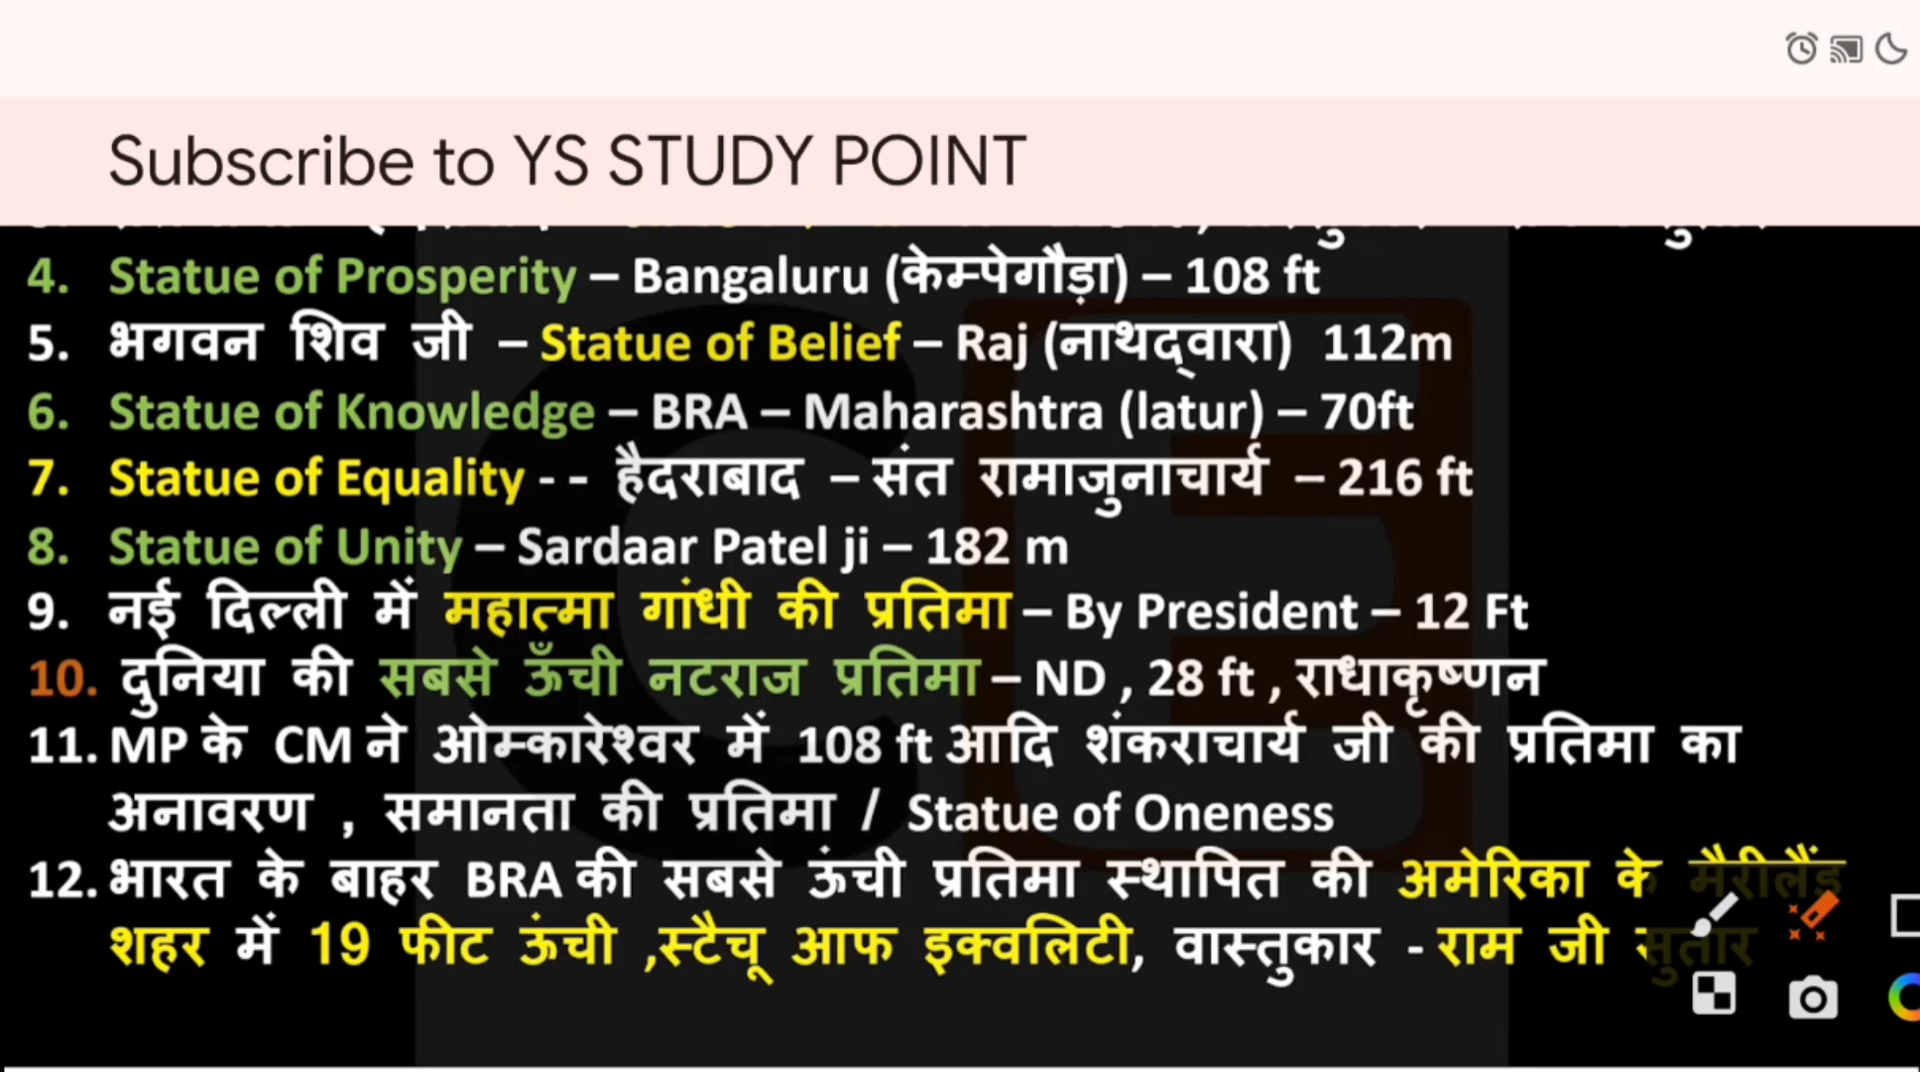 Subscribe to YS STUDY POINT
4. Statue of Prosperity – Bangaluru (केम्पेगौड़ा) – 108 ft
5. भगवन शिव जी – Statue of Belief – Raj (नाथद्वारा) 112m
6. Statue of Knowledge – BRA – Maharashtra (latur) – 70ft
7. Statue of Equality - - हैदराबाद – संत रामाजुनाचार्य – 216 ft
8. Statue of Unity – Sardaar Patel ji – 182 m
9. नई दिल्ली में महात्मा गांधी की प्रतिमा – By President – 12 Ft
10. दुनिया की सबसे ऊँची नटराज प्रतिमा – ND , 28 ft , राधाकृष्णन
11. MP के CM ने ओम्कारेश्वर में 108 ft आदि शंकराचार्य जी की प्रतिमा का
अनावरण , समानता की प्रतिमा / Statue of Oneness
12. भारत के बाहर BRA की सबसे ऊंची प्रतिमा स्थापित की अमेरिका के मैरीलैंड
शहर में 19 फीट ऊंची ,स्टैचू आफ इक्वलिटी, वास्तुकार - राम जी सुतार